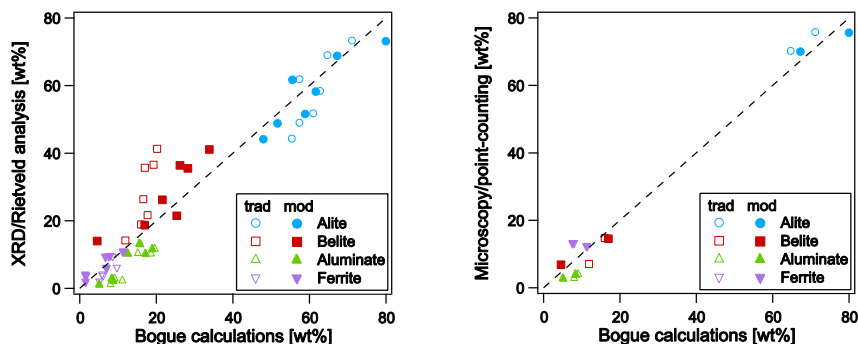 XRD/Rietveld analysis [wt%]
80
60
40
20
0
trad mod
Alite
Belite
Aluminate
Ferrite
0 20 40 60 80
Bogue calculations [wt%]
Microscopy/point-counting [wt%]
80
60
40
20
0
trad mod
Alite
Belite
Aluminate
Ferrite
0 20 40 60 80
Bogue calculations [wt%]